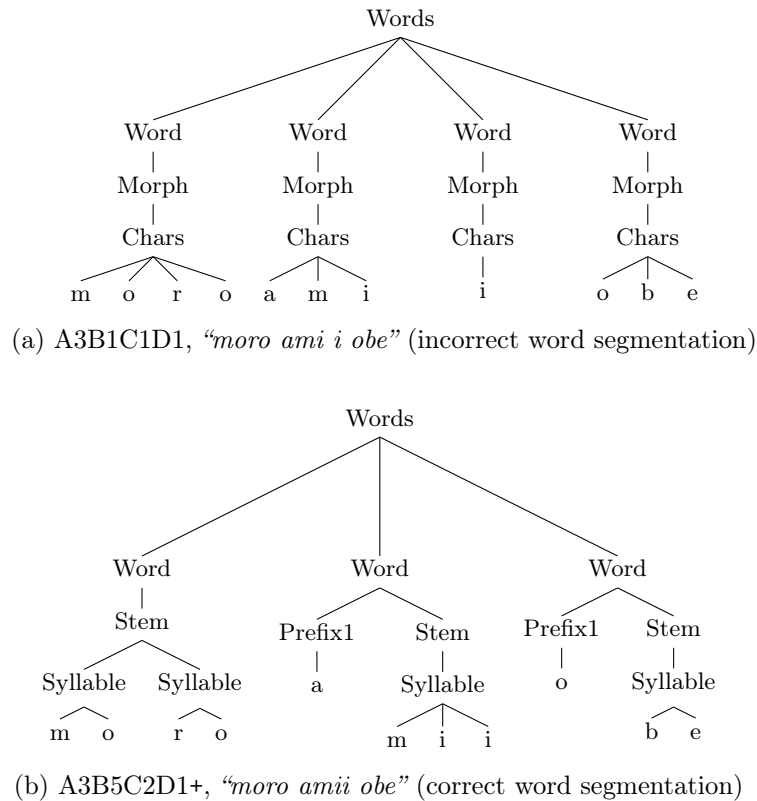 Words
Word Word Word Word
Morph Morph Morph Morph
Chars Chars Chars Chars
m o r o a m i i o b e
(a) A3B1C1D1, “moro ami i obe” (incorrect word segmentation)
Words
Word Word Word
Stem Prefix1 Stem Prefix1 Stem
Syllable Syllable a Syllable o Syllable
m o r o m i i b e
(b) A3B5C2D1+, “moro amii obe” (correct word segmentation)